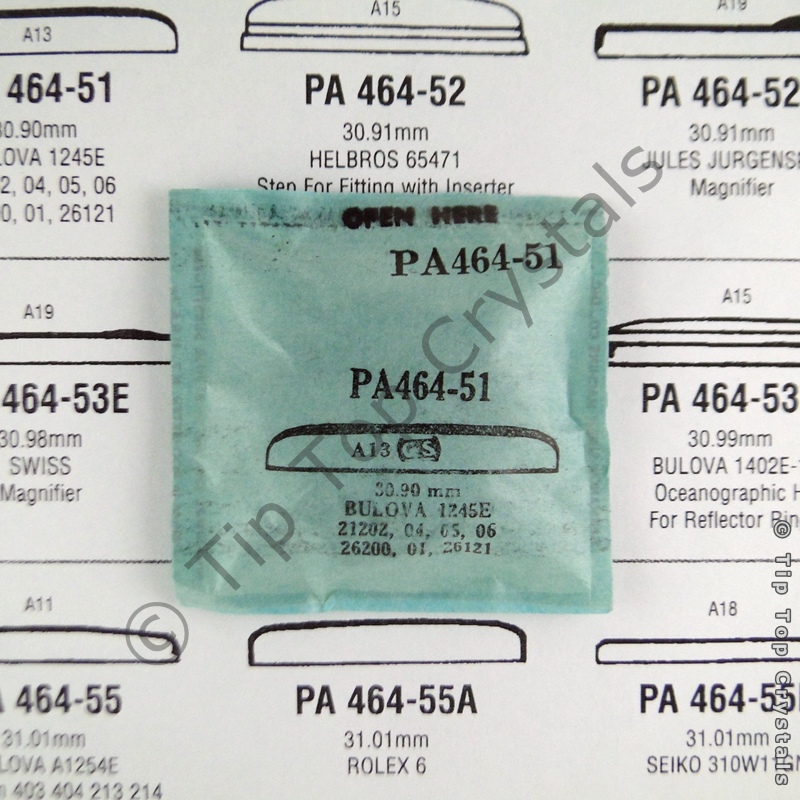 A13
464-51
30.90mm
LOVA 1245E
2, 04, 05, 06
0, 01, 26121
A15
PA 464-52
30.91mm
HELBROS 65471
Step For Fitting with Inserter
A19
PA 464-52
30.91mm
JULES JURGENSE
Magnifier
OPEN HERE
PA464-51
PA464-51
A13 GS
30.90 mm
BULOVA 1245E
21202, 04, 05, 06
26200, 01, 26121
A19
464-53E
30.98mm
SWISS
Magnifier
A15
PA 464-53
30.99mm
BULOVA 1402E-
Oceanographic H
For Reflector Rin
A11
A 464-55
31.01mm
LOVA A1254E
m 403 404 213 214
PA 464-55A
31.01mm
ROLEX 6
A18
PA 464-55
31.01mm
SEIKO 310W11GN
© Tip Top Crystals
© Tip Top Crystals